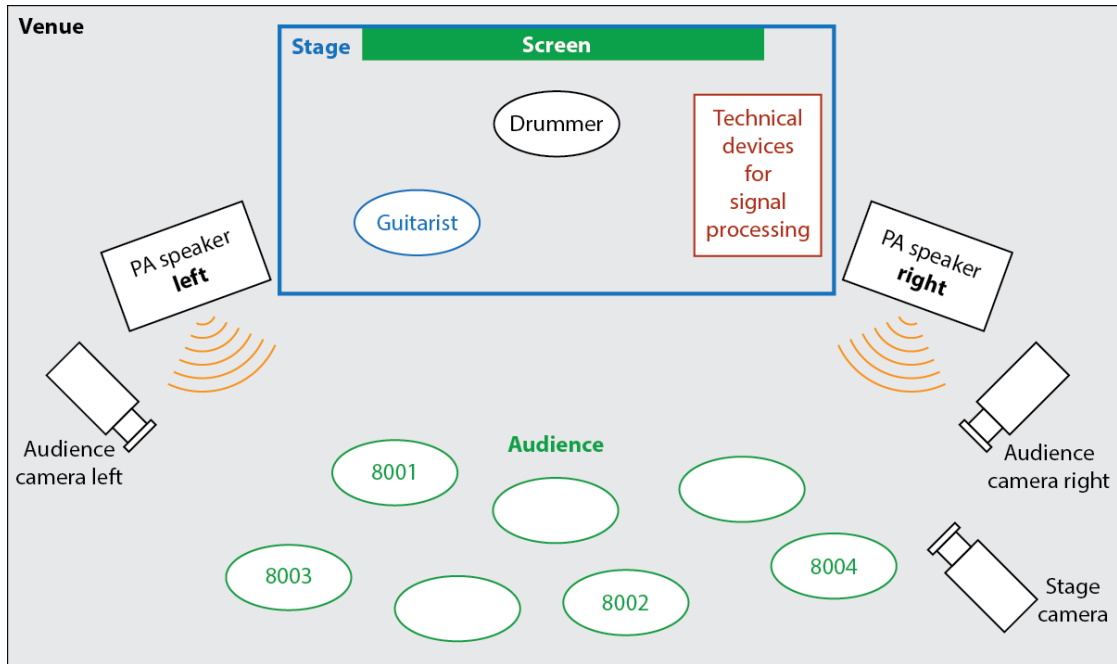 Venue
Stage
Screen
Drummer
Technical
devices
for
signal
processing
Guitarist
PA speaker
left
PA speaker
right
Audience
camera left
Audience
camera right
Audience
8001
8003
8002
8004
Stage
camera